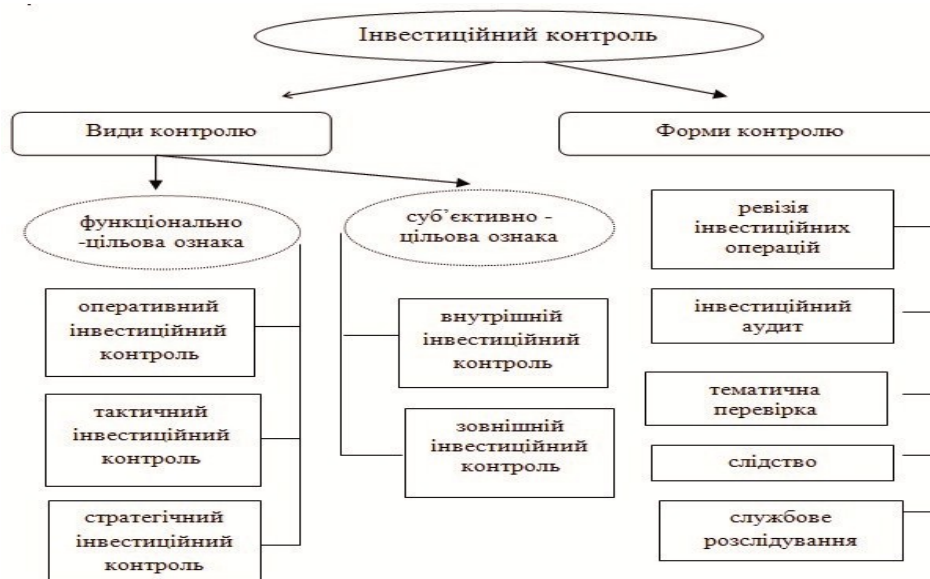 Інвестиційний контроль
Види контролю
Форми контролю
функціонально
-цільова ознака
суб’єктивно -
цільова ознака
ревізія
інвестиційних
операцій
оперативний
інвестиційний
контроль
внутрішній
інвестиційний
контроль
інвестиційний
аудит
тактичний
інвестиційний
контроль
зовнішній
інвестиційний
контроль
тематична
перевірка
слідство
стратегічний
інвестиційний
контроль
службове
розслідування